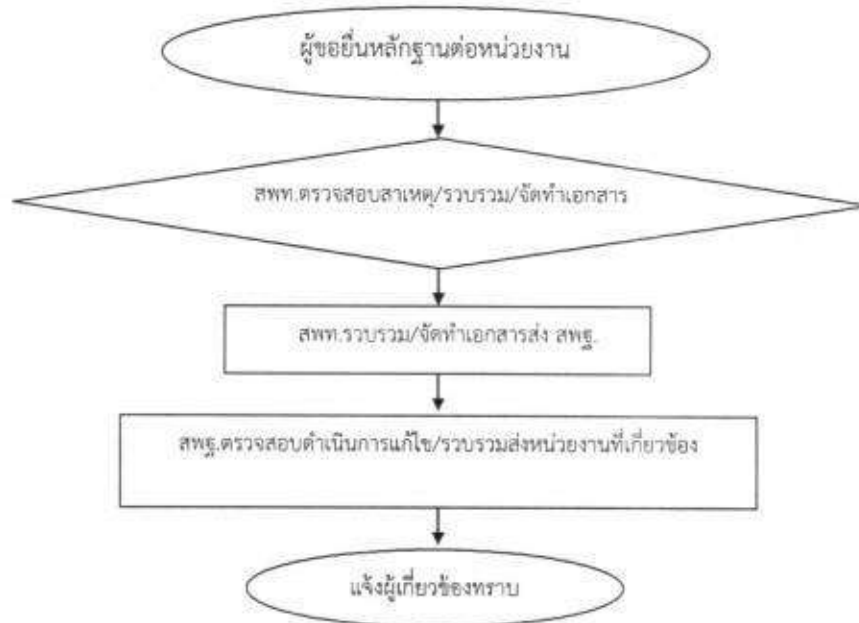 ผู้ขอยื่นหลักฐานต่อหน่วยงาน
สพท.ตรวจสอบสาเหตุ/รวบรวม/จัดทำเอกสาร
สพท.รวบรวม/จัดทำเอกสารส่ง สพฐ.
สพฐ.ตรวจสอบดำเนินการแก้ไข/รวบรวมส่งหน่วยงานที่เกี่ยวข้อง
แจ้งผู้เกี่ยวข้องทราบ